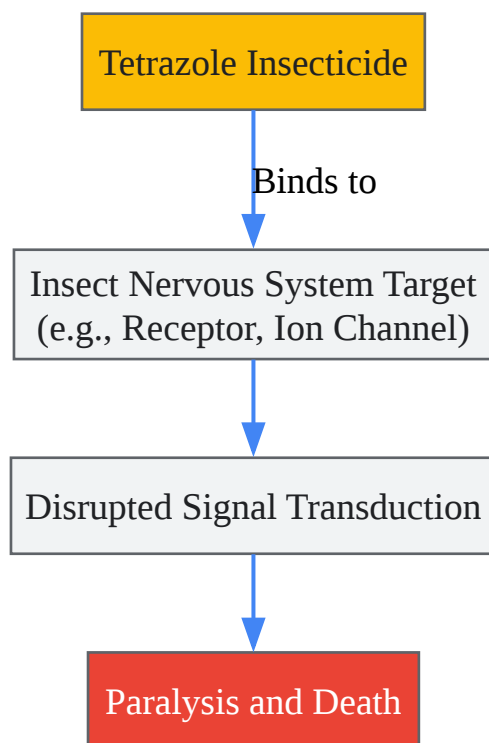 Tetrazole Insecticide
Binds to
Insect Nervous System Target
(e.g., Receptor, Ion Channel)
Disrupted Signal Transduction
Paralysis and Death